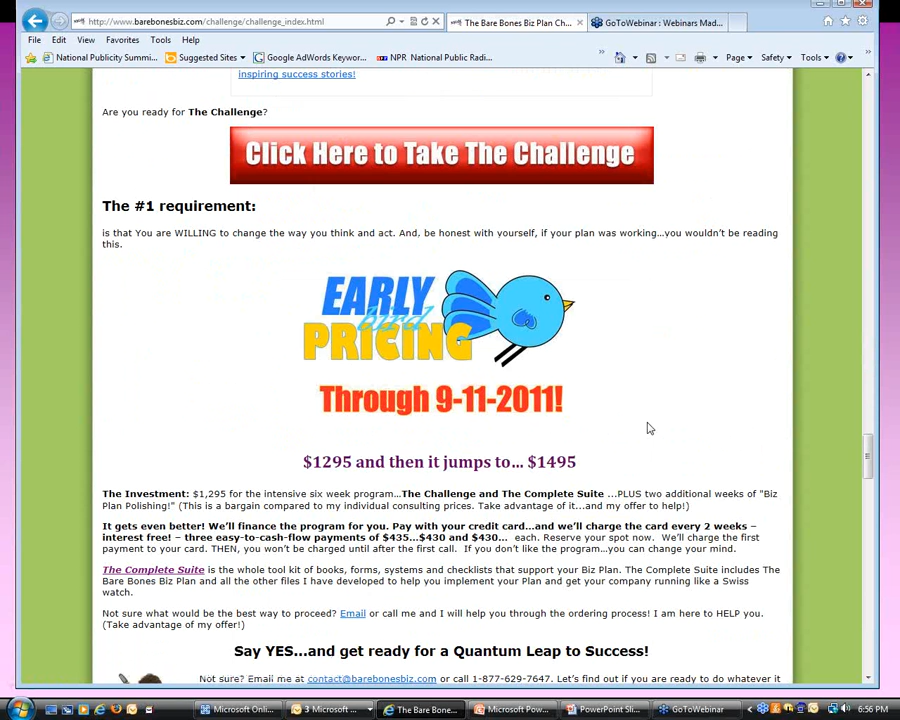 http://www.barebonesbiz.com/challenge/challenge_index.html
The Bare Bones Biz Plan Ch...
GoToWebinar : Webinars Mad...
File Edit View Favorites Tools Help
National Publicity Summi...
Suggested Sites
Google AdWords Keywor...
NPR National Public Radi...
Page
Safety
Tools
inspiring success stories!
Are you ready for The Challenge?
Click Here to Take The Challenge
The #1 requirement:
is that You are WILLING to change the way you think and act. And, be honest with yourself, if your plan was working...you wouldn't be reading
this.
EARLY
bird
PRICING
Through 9-11-2011!
$1295 and then it jumps to... $1495
The Investment: $1,295 for the intensive six week program...The Challenge and The Complete Suite ...PLUS two additional weeks of "Biz
Plan Polishing!" (This is a bargain compared to my individual consulting prices. Take advantage of it...and my offer to help!)
It gets even better! We'll finance the program for you. Pay with your credit card...and we'll charge the card every 2 weeks –
interest free! – three easy-to-cash-flow payments of $435...$430 and $430... each. Reserve your spot now. We'll charge the first
payment to your card. THEN, you won't be charged until after the first call. If you don't like the program...you can change your mind.
The Complete Suite is the whole tool kit of books, forms, systems and checklists that support your Biz Plan. The Complete Suite includes The
Bare Bones Biz Plan and all the other files I have developed to help you implement your Plan and get your company running like a Swiss
watch.
Not sure what would be the best way to proceed? Email or call me and I will help you through the ordering process! I am here to HELP you.
(Take advantage of my offer!)
Say YES...and get ready for a Quantum Leap to Success!
Not sure? Email me at contact@barebonesbiz.com or call 1-877-629-7647. Let's find out if you are ready to do whatever it
Microsoft Onli...
3 Microsoft ...
The Bare Bone...
Microsoft Pow...
PowerPoint Sli...
GoToWebinar
6:56 PM